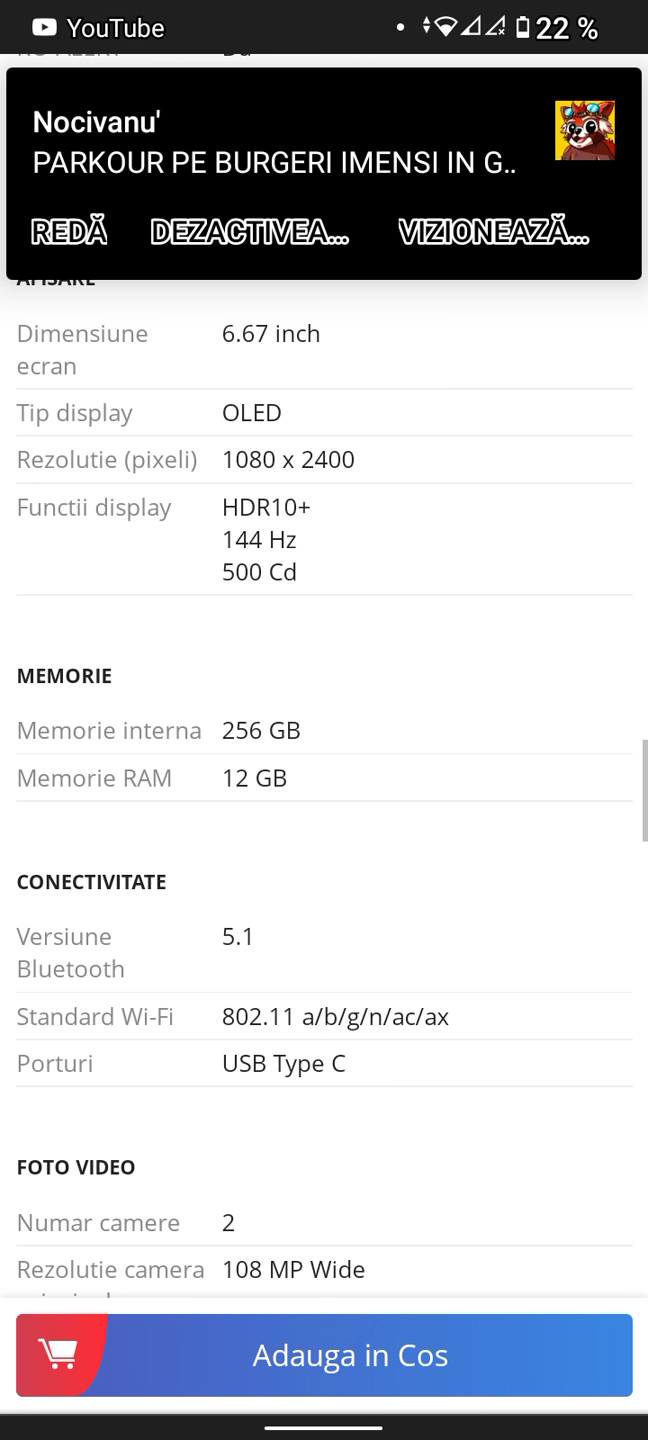 YouTube
22 %
Nocivanu'
PARKOUR PE BURGERI IMENSI IN G..
REDĂ DEZACTIVEA... VIZIONEAZĂ...
AFISARE
Dimensiune ecran 6.67 inch
Tip display OLED
Rezolutie (pixeli) 1080 x 2400
Functii display HDR10+
144 Hz
500 Cd
MEMORIE
Memorie interna 256 GB
Memorie RAM 12 GB
CONECTIVITATE
Versiune Bluetooth 5.1
Standard Wi-Fi 802.11 a/b/g/n/ac/ax
Porturi USB Type C
FOTO VIDEO
Numar camere 2
Rezolutie camera 108 MP Wide
Adauga in Cos